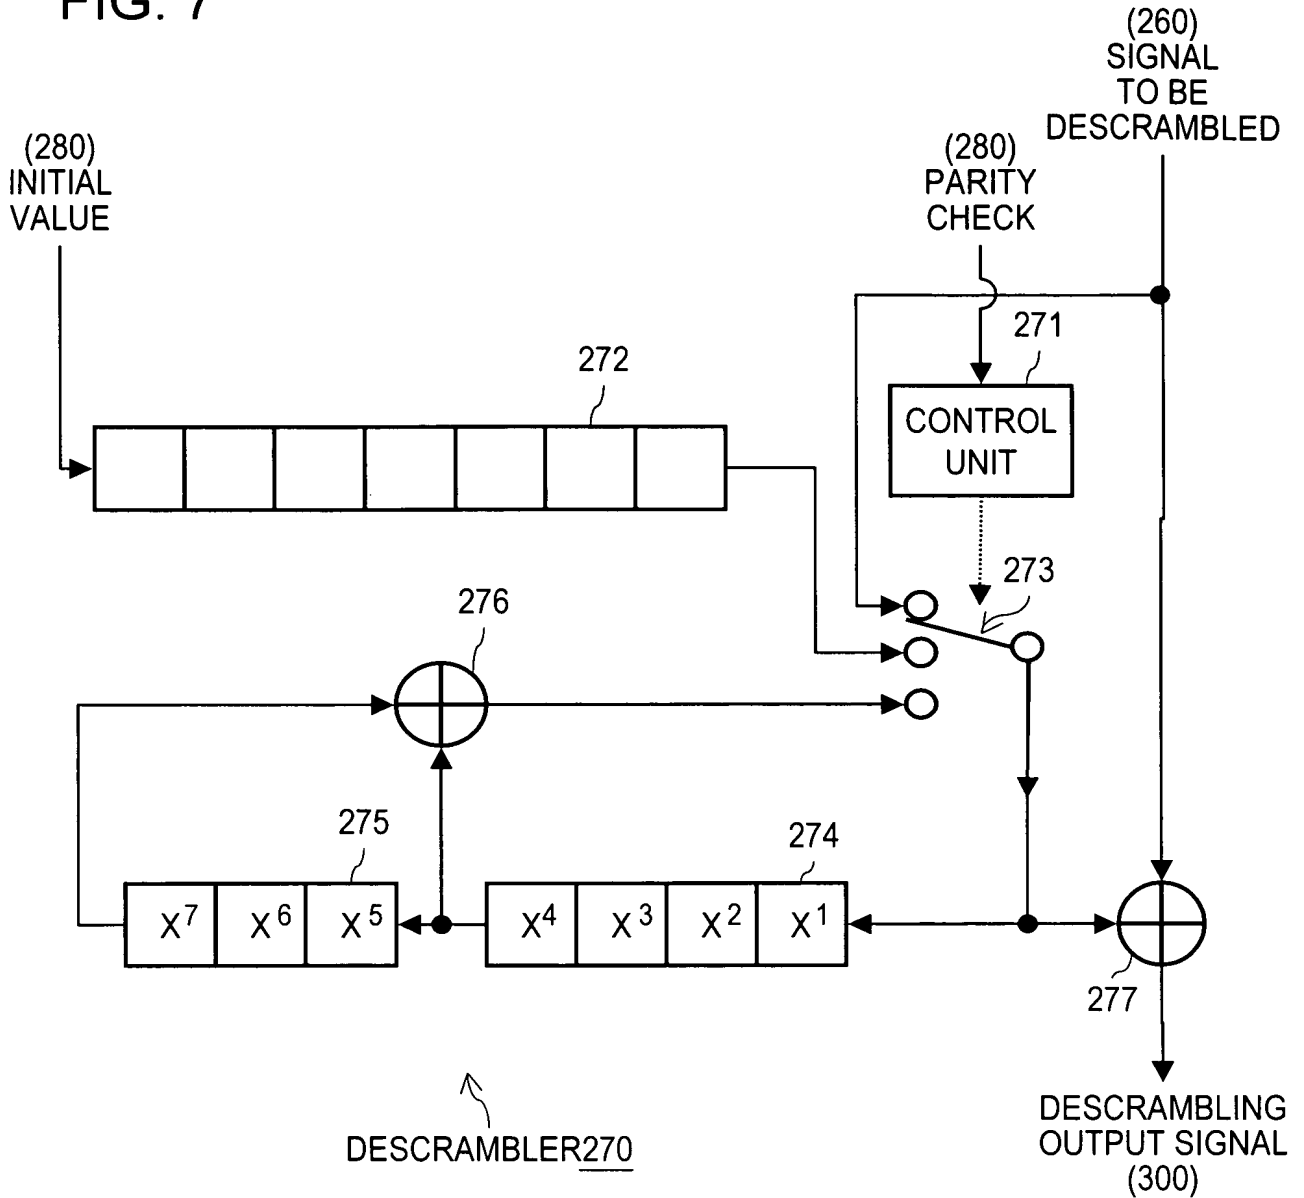 FIG. 7
(260)
SIGNAL
TO BE
DESCRAMBLED
(280)
INITIAL
VALUE
(280)
PARITY
CHECK
271
272
CONTROL
UNIT
273
276
275
274
X7 X6 X5 X4 X3 X2 X1
277
DESCRAMBLER270
DESCRAMBLING
OUTPUT SIGNAL
(300)